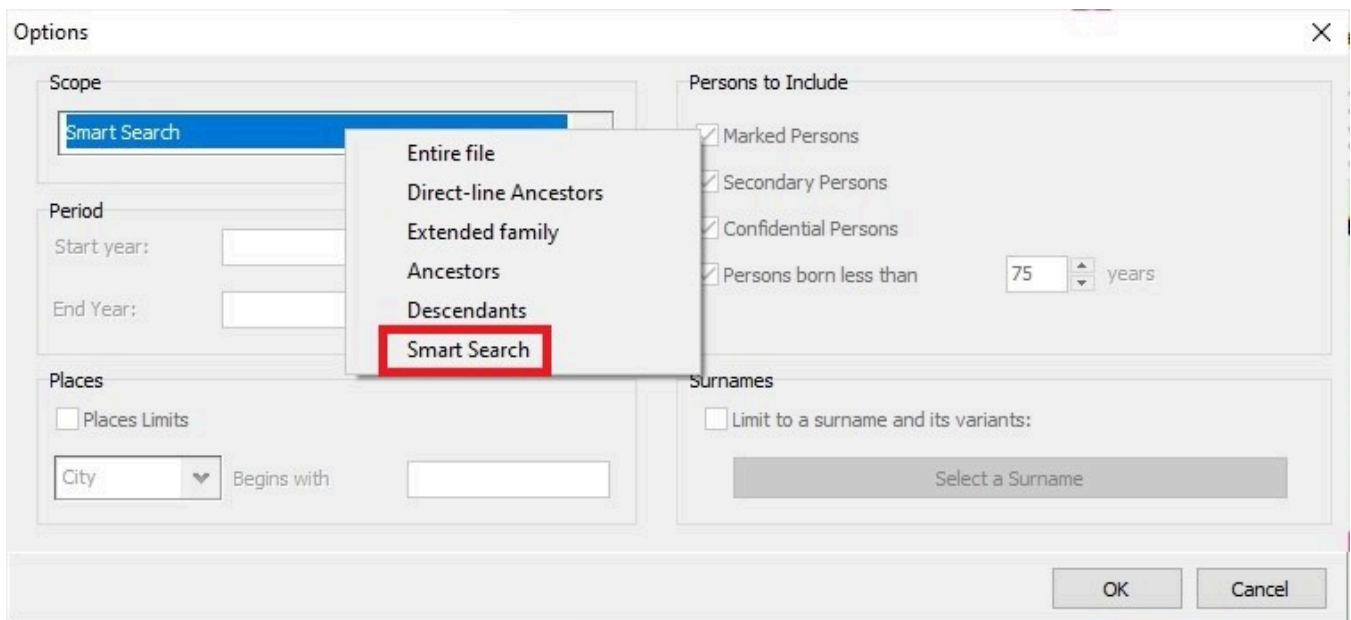 Options
Scope
Smart Search
Entire file
Direct-line Ancestors
Extended family
Ancestors
Descendants
Smart Search
Period
Start year:
End Year:
Places
Places Limits
City
Begins with
Persons to Include
Marked Persons
Secondary Persons
Confidential Persons
Persons born less than 75 years
Surnames
Limit to a surname and its variants:
Select a Surname
OK
Cancel